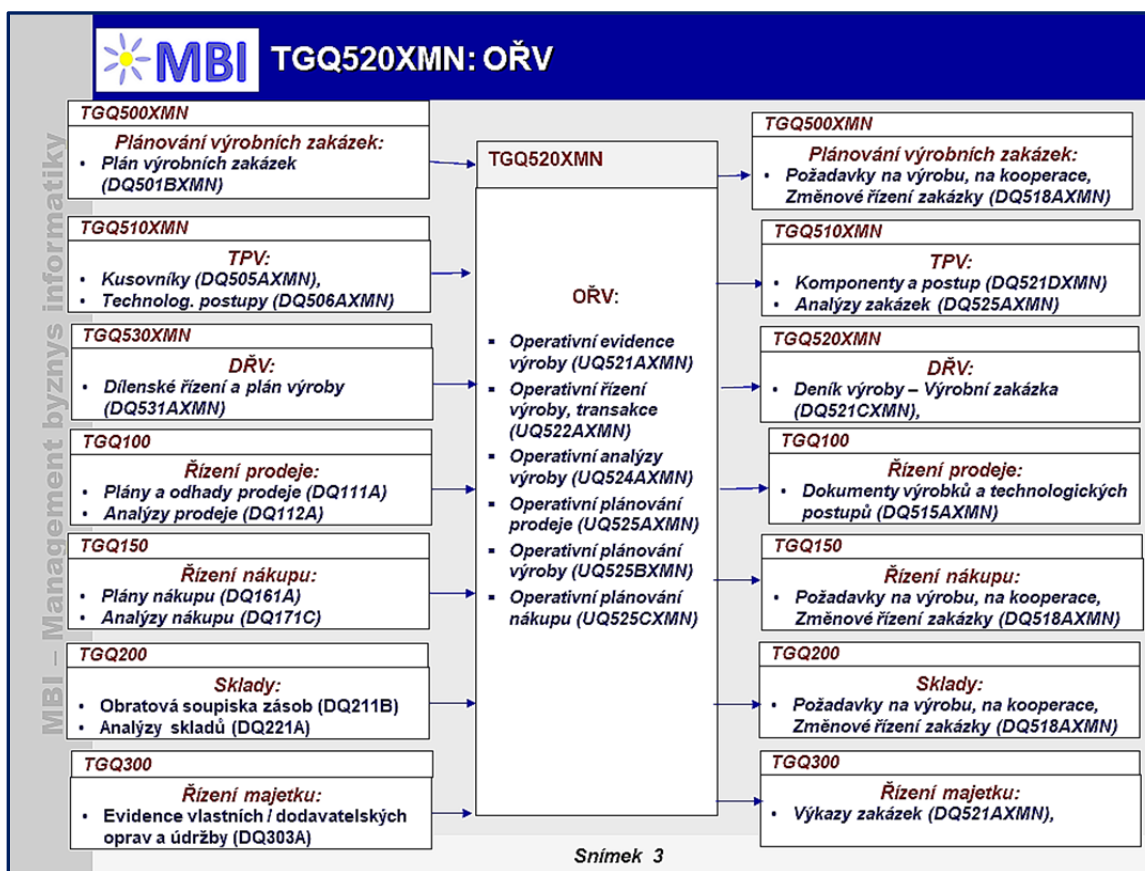 MBI
TGQ520XMN: OŘV
MBI – Management byznys informatiky
TGQ500XMN
Plánování výrobních zakázek:
• Plán výrobních zakázek
(DQ501BXMN)
TGQ510XMN
TPV:
• Kusovníky (DQ505AXMN),
• Technolog. postupy (DQ506AXMN)
TGQ530XMN
DŘV:
• Dílenské řízení a plán výroby
(DQ531AXMN)
TGQ100
Řízení prodeje:
• Plány a odhady prodeje (DQ111A)
• Analýzy prodeje (DQ112A)
TGQ150
Řízení nákupu:
• Plány nákupu (DQ161A)
• Analýzy nákupu (DQ171C)
TGQ200
Sklady:
• Obratová soupiska zásob (DQ211B)
• Analýzy skladů (DQ221A)
TGQ300
Řízení majetku:
• Evidence vlastních / dodavatelských
oprav a údržby (DQ303A)
TGQ520XMN
OŘV:
▪ Operativní evidence
výroby (UQ521AXMN)
▪ Operativní řízení
výroby, transakce
(UQ522AXMN)
▪ Operativní analýzy
výroby (UQ524AXMN)
▪ Operativní plánování
prodeje (UQ525AXMN)
▪ Operativní plánování
výroby (UQ525BXMN)
▪ Operativní plánování
nákupu (UQ525CXMN)
TGQ500XMN
Plánování výrobních zakázek:
• Požadavky na výrobu, na kooperace,
Změnové řízení zakázky (DQ518AXMN)
TGQ510XMN
TPV:
• Komponenty a postup (DQ521DXMN)
• Analýzy zakázek (DQ525AXMN)
TGQ520XMN
DŘV:
• Deník výroby – Výrobní zakázka
(DQ521CXMN),
TGQ100
Řízení prodeje:
• Dokumenty výrobků a technologických
postupů (DQ515AXMN)
TGQ150
Řízení nákupu:
• Požadavky na výrobu, na kooperace,
Změnové řízení zakázky (DQ518AXMN)
TGQ200
Sklady:
• Požadavky na výrobu, na kooperace,
Změnové řízení zakázky (DQ518AXMN)
TGQ300
Řízení majetku:
• Výkazy zakázek (DQ521AXMN),
Snímek 3